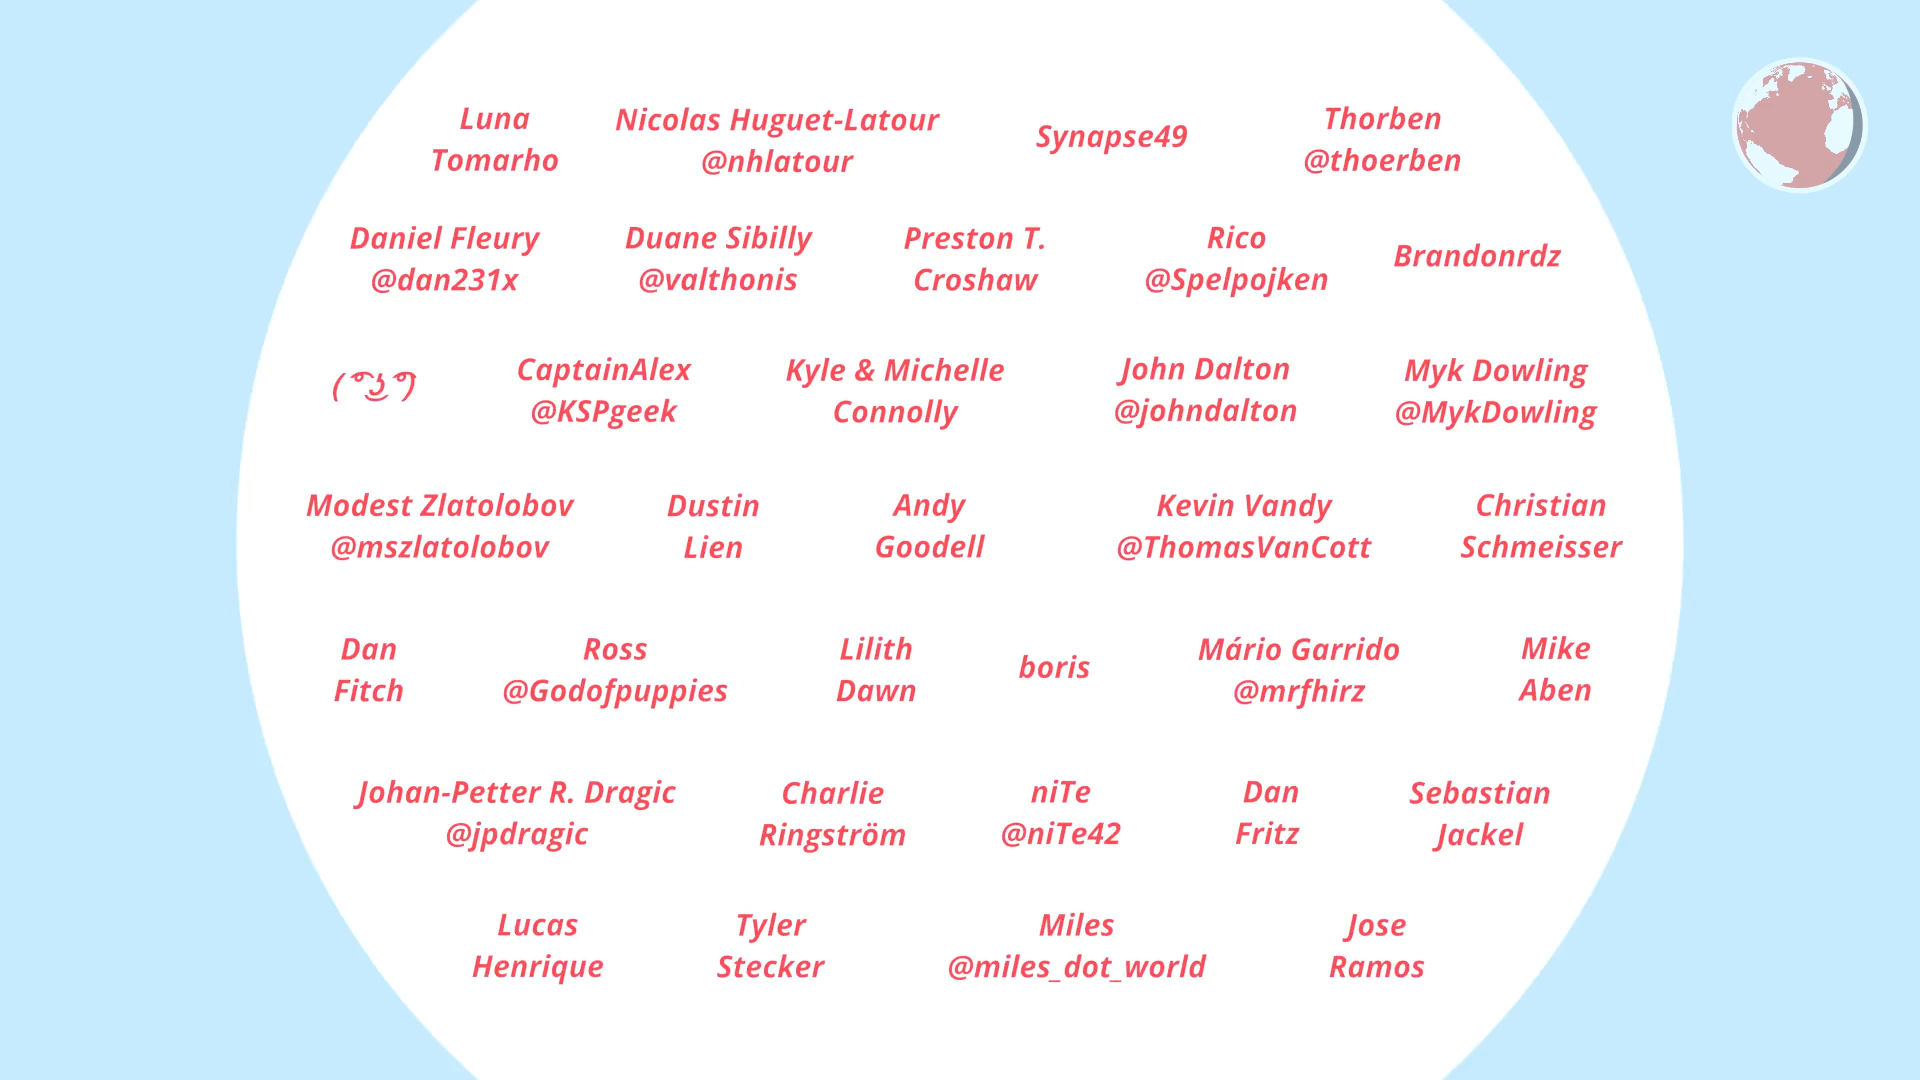 Luna
Tomarho
Nicolas Huguet-Latour
@nhlatour
Synapse49
Thorben
@thoerben
Daniel Fleury
@dan231x
Duane Sibilly
@valthonis
Preston T.
Croshaw
Rico
@Spelpojken
Brandonrdz
( ͡° ͜ʖ ͡°)
CaptainAlex
@KSPgeek
Kyle & Michelle
Connolly
John Dalton
@johndalton
Myk Dowling
@MykDowling
Modest Zlatolobov
@mszlatolobov
Dustin
Lien
Andy
Goodell
Kevin Vandy
@ThomasVanCott
Christian
Schmeisser
Dan
Fitch
Ross
@Godofpuppies
Lilith
Dawn
boris
Mário Garrido
@mrfhirz
Mike
Aben
Johan-Petter R. Dragic
@jpdragic
Charlie
Ringström
niTe
@niTe42
Dan
Fritz
Sebastian
Jackel
Lucas
Henrique
Tyler
Stecker
Miles
@miles_dot_world
Jose
Ramos